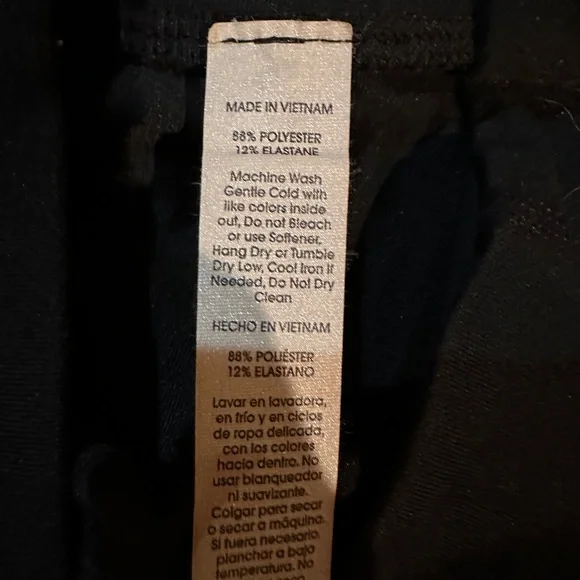 MADE IN VIETNAM
88% POLYESTER
12% ELASTANE
Machine Wash
Gentle Cold with
like colors inside
out, Do not Bleach
or use Softener,
Hang Dry or Tumble
Dry Low, Cool Iron if
Needed, Do Not Dry
Clean
HECHO EN VIETNAM
88% POLIÉSTER
12% ELASTANO
Lavar en lavadora,
en frío y en ciclos
de ropa delicada,
con los colores
hacia dentro. No
usar blanqueador
ni suavizante.
Colgar para secar
o secar a máquina.
Si fuera necesario,
planchar a baja
temperatura. No